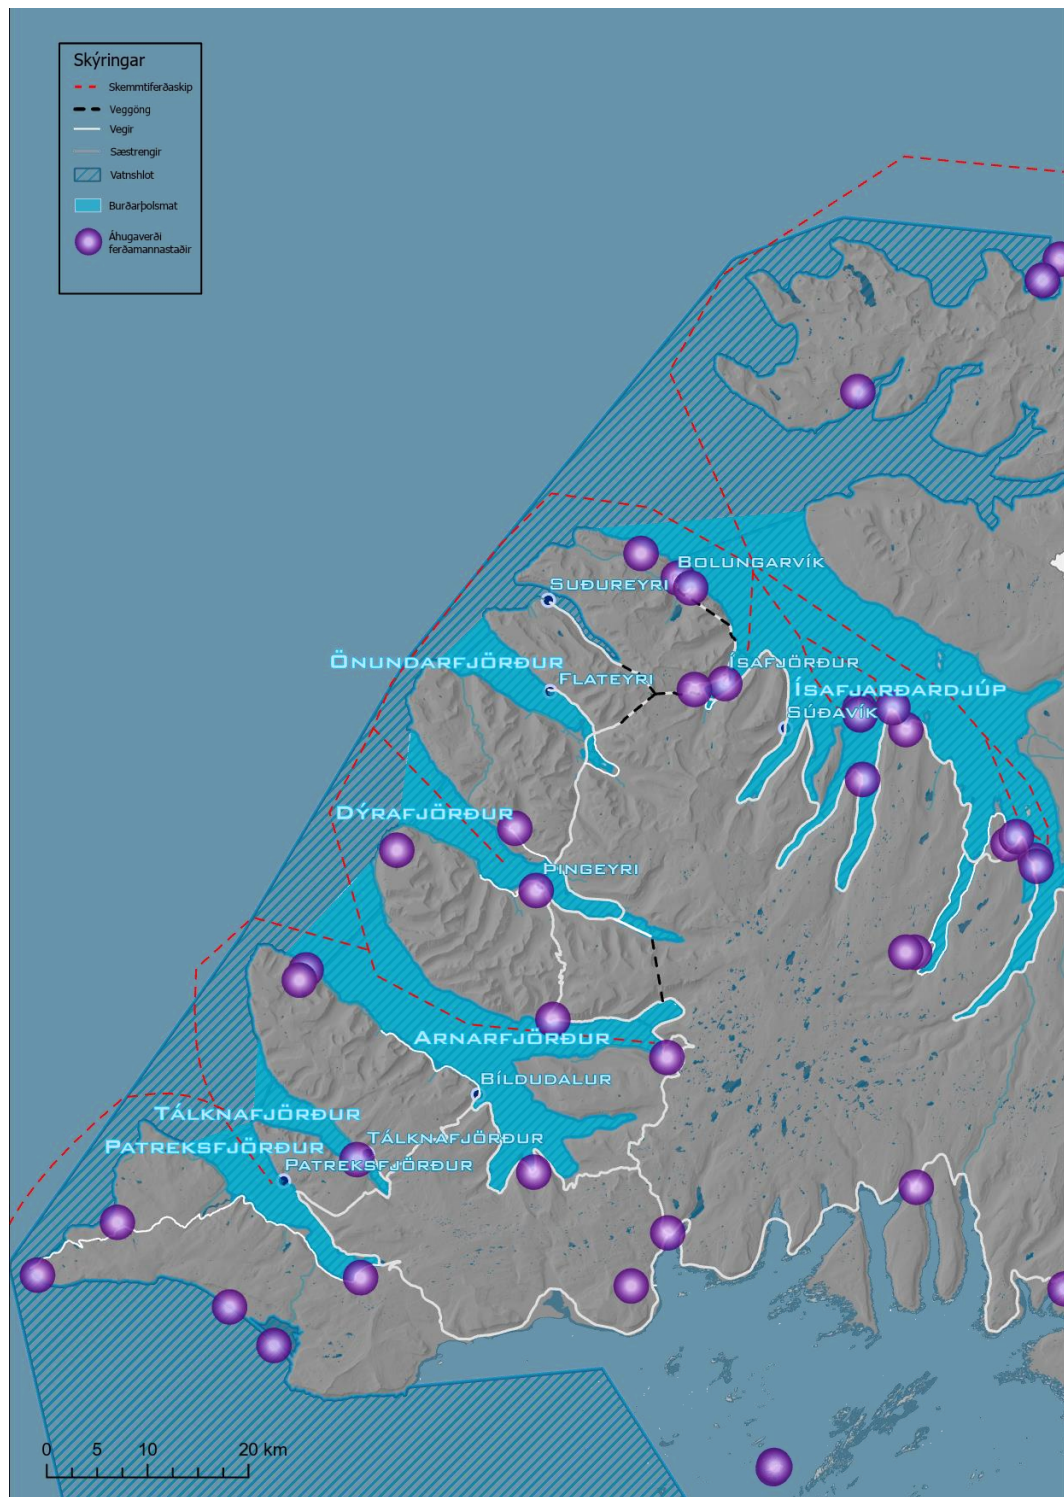 Skýringar
Skemmtiferðaskip
Veggöng
Vegir
Sæstrengir
Vatnshlot
Burðarþolsmat
Áhugaverði
ferðamannastaðir
Bolungarvík
Suðureyri
Önundarfjörður
Ísafjörður
Flateyri
Ísafjarðardjúp
Súðavík
Dýrafjörður
Þingeyri
Arnarfjörður
Bíldudalur
Tálknafjörður
Tálknafjörður
Patreksfjörður
Patreksfjörður
0 5 10 20 km